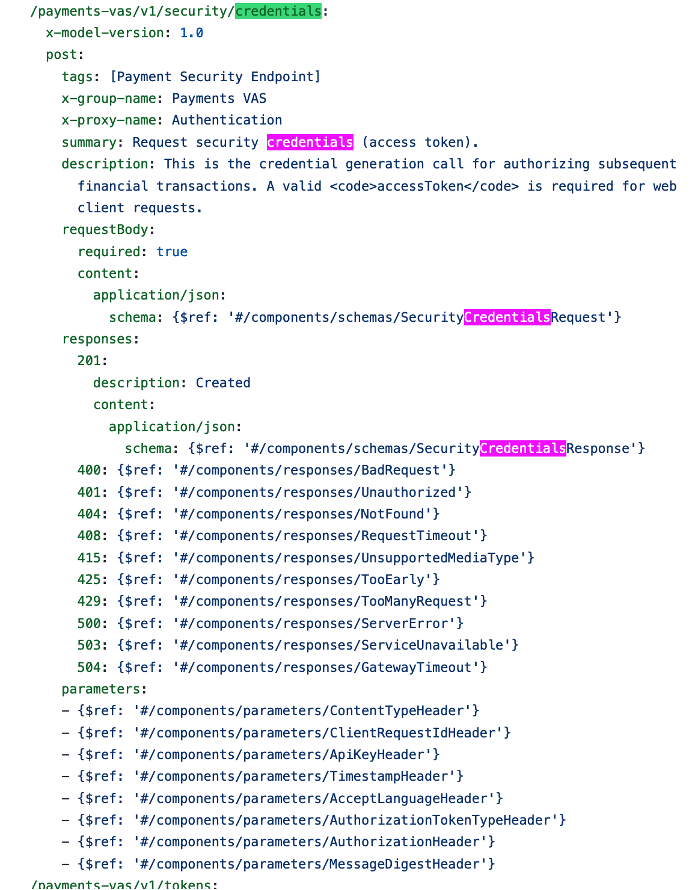 /payments-vas/v1/security/credentials:
x-model-version: 1.0
post:
tags: [Payment Security Endpoint]
x-group-name: Payments VAS
x-proxy-name: Authentication
summary: Request security credentials (access token).
description: This is the credential generation call for authorizing subsequent
financial transactions. A valid <code>accessToken</code> is required for web
client requests.
requestBody:
required: true
content:
application/json:
schema: {$ref: '#/components/schemas/SecurityCredentialsRequest'}
responses:
201:
description: Created
content:
application/json:
schema: {$ref: '#/components/schemas/SecurityCredentialsResponse'}
400: {$ref: '#/components/responses/BadRequest'}
401: {$ref: '#/components/responses/Unauthorized'}
404: {$ref: '#/components/responses/NotFound'}
408: {$ref: '#/components/responses/RequestTimeout'}
415: {$ref: '#/components/responses/UnsupportedMediaType'}
425: {$ref: '#/components/responses/TooEarly'}
429: {$ref: '#/components/responses/TooManyRequest'}
500: {$ref: '#/components/responses/ServerError'}
503: {$ref: '#/components/responses/ServiceUnavailable'}
504: {$ref: '#/components/responses/GatewayTimeout'}
parameters:
- {$ref: '#/components/parameters/ContentTypeHeader'}
- {$ref: '#/components/parameters/ClientRequestIdHeader'}
- {$ref: '#/components/parameters/ApiKeyHeader'}
- {$ref: '#/components/parameters/TimestampHeader'}
- {$ref: '#/components/parameters/AcceptLanguageHeader'}
- {$ref: '#/components/parameters/AuthorizationTokenTypeHeader'}
- {$ref: '#/components/parameters/AuthorizationHeader'}
- {$ref: '#/components/parameters/MessageDigestHeader'}
/payments-vas/v1/tokens: